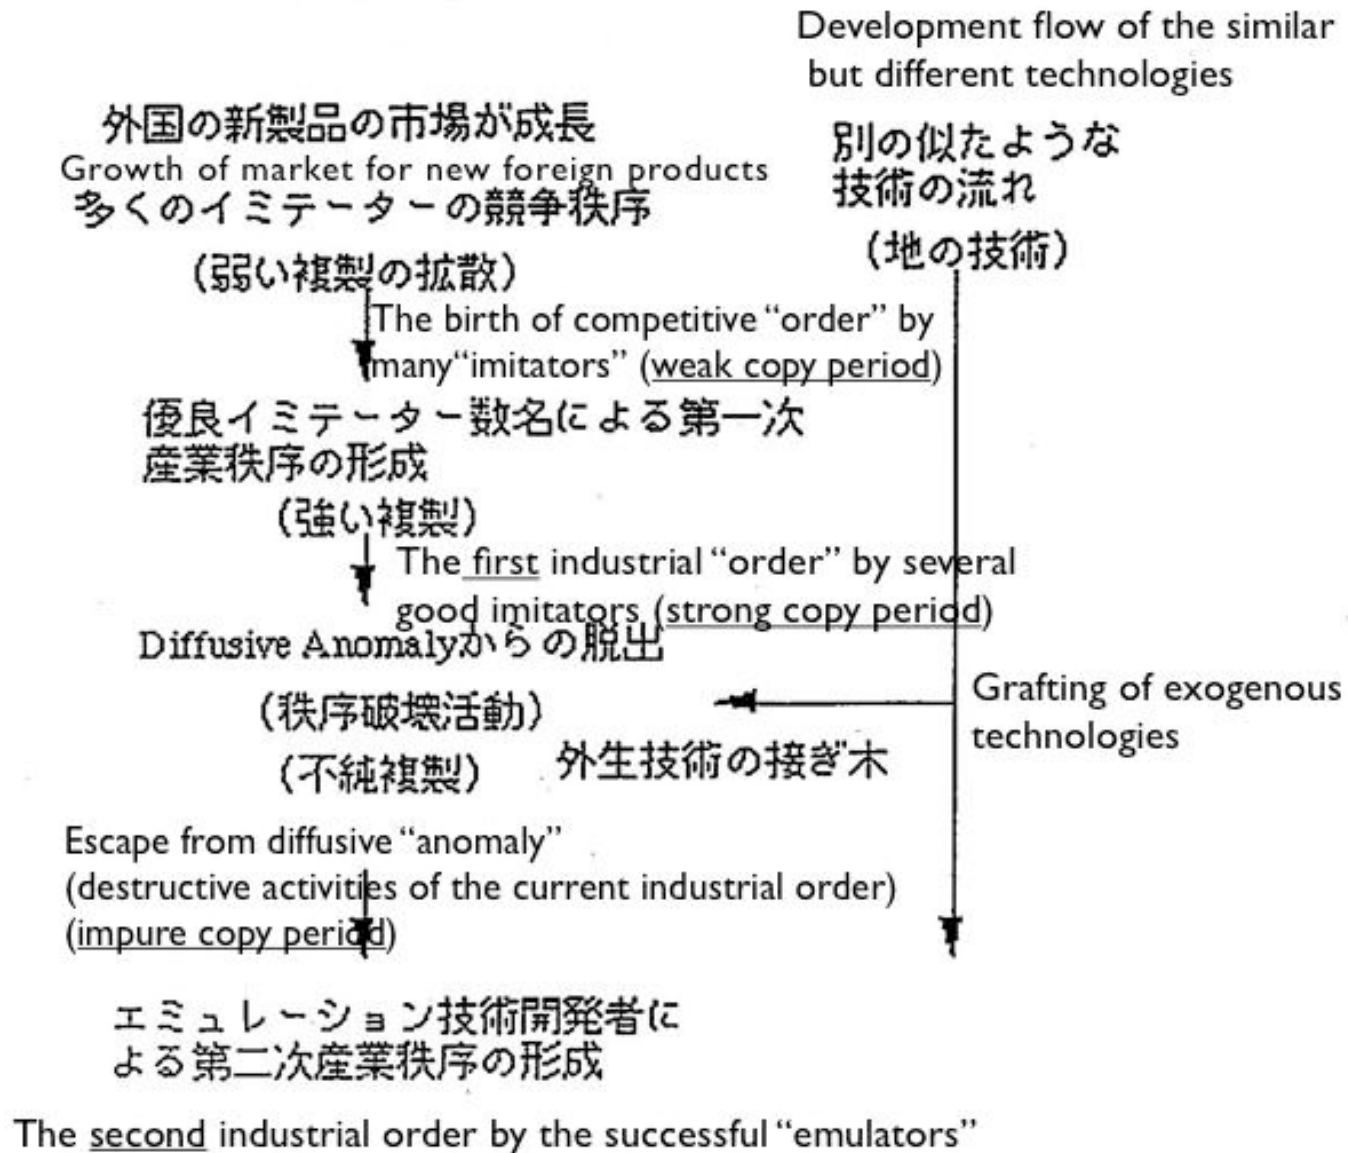 Development flow of the similar
but different technologies
外国の新製品の市場が成長
Growth of market for new foreign products
多くのイミテーターの競争秩序
(弱い複製の拡散)
別の似たような
技術の流れ
(地の技術)
The birth of competitive “order” by
many“imitators” (weak copy period)
優良イミテーター数名による第一次
産業秩序の形成
(強い複製)
The first industrial “order” by several
good imitators (strong copy period)
Diffusive Anomalyからの脱出
(秩序破壊活動)
(不純複製)
Grafting of exogenous
technologies
外生技術の接ぎ木
Escape from diffusive “anomaly”
(destructive activities of the current industrial order)
(impure copy period)
エミュレーション技術開発者に
よる第二次産業秩序の形成
The second industrial order by the successful “emulators”